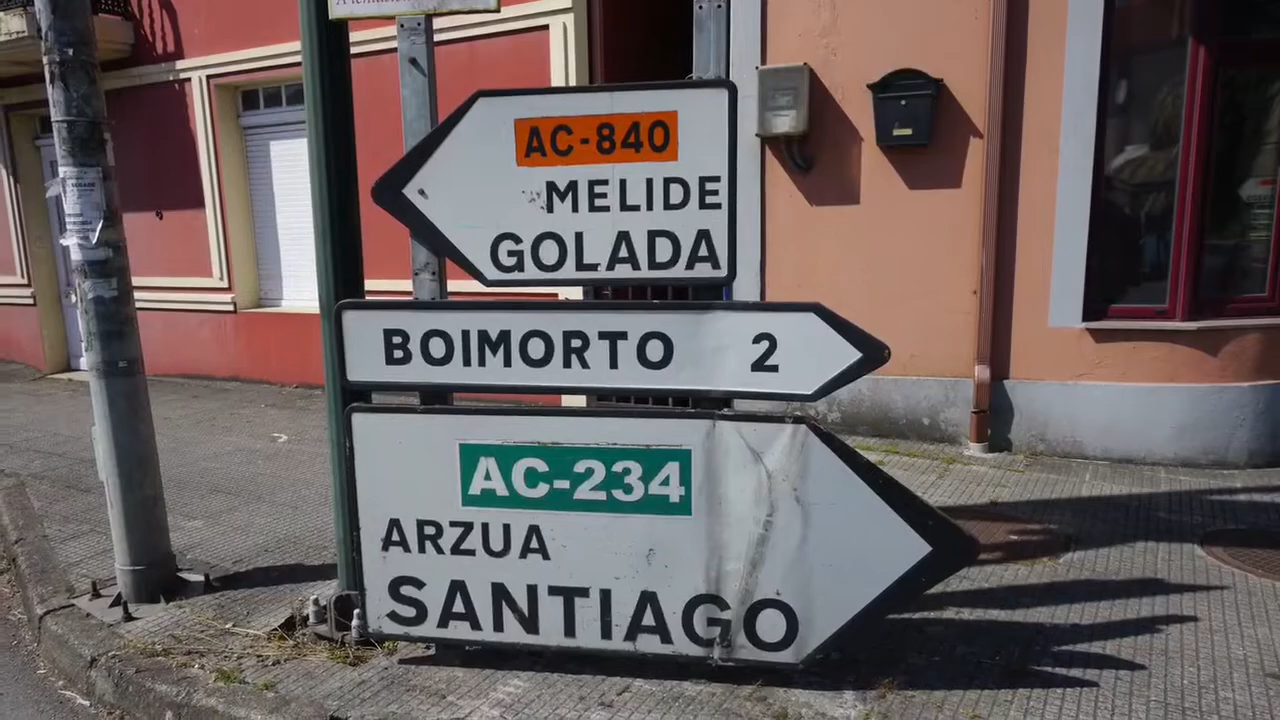 AC-840
MELIDE
GOLADA
BOIMORTO 2
AC-234
ARZUA
SANTIAGO